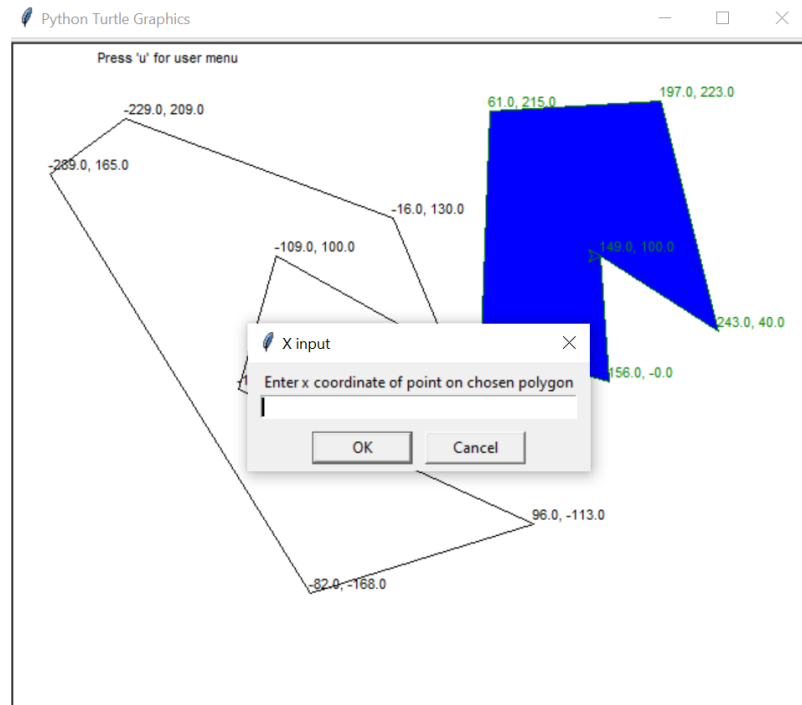 Python Turtle Graphics
Press 'u' for user menu
197.0, 223.0
61.0, 215.0
-229.0, 209.0
-289.0, 165.0
-16.0, 130.0
-109.0, 100.0
149.0, 100.0
243.0, 40.0
X input
156.0, -0.0
Enter x coordinate of point on chosen polygon
OK Cancel
96.0, -113.0
-82.0, -168.0